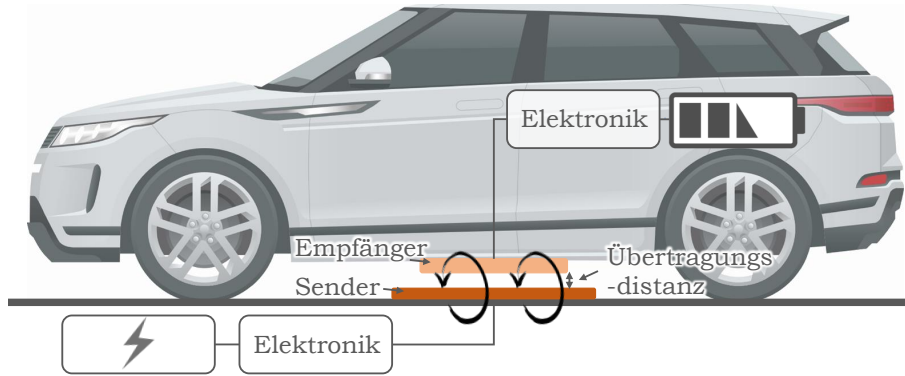 Elektronik
Empfänger
Übertragungs
-distanz
Sender
Elektronik